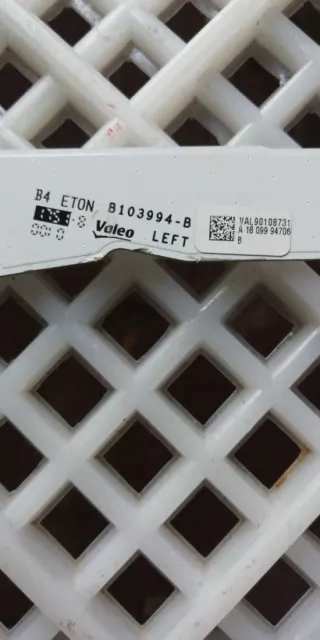 B4 ETON B103994-B
Valeo LEFT
VAL90108731
A 18 099 94706
B